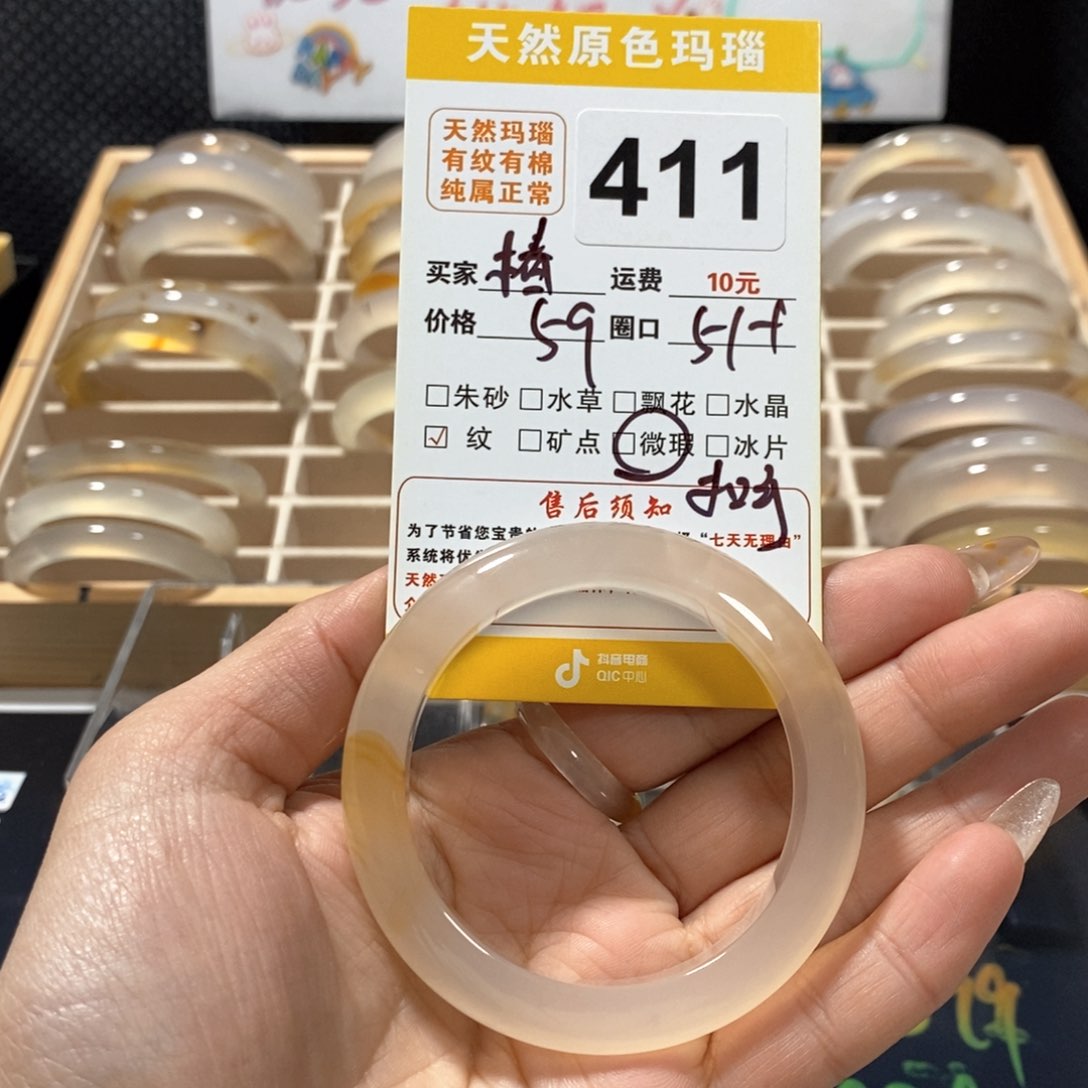 天然原色玛瑙
天然玛瑙
有纹有棉
纯属正常
411
买家 椿 运费 10元
价格 59 圈口 51-f
□朱砂 □水草 □飘花 □水晶
☑ 纹 □矿点 □微瑕 □冰片
售后须知
为了节省您宝贵的 “七天无理由”
系统将优
天然
抖音电商
QIC中心